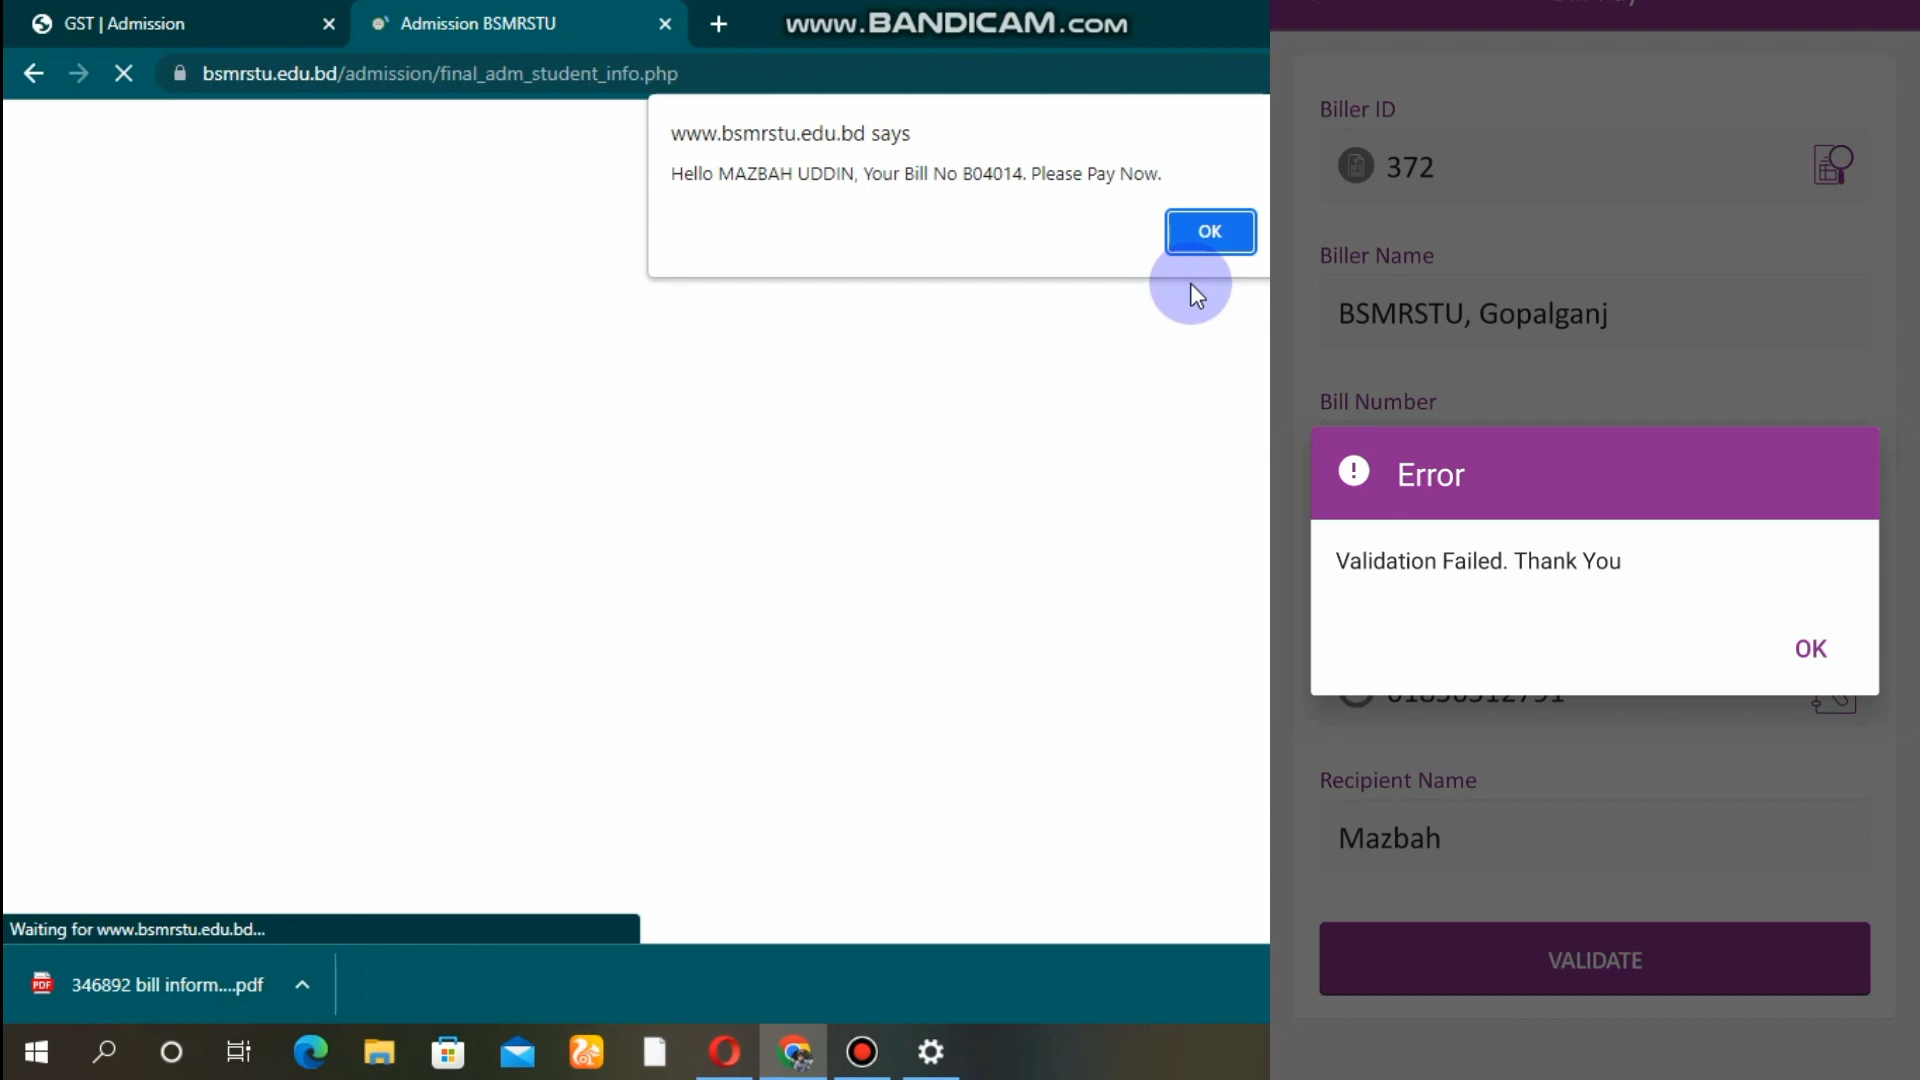 GST | Admission
Admission BSMRSTU
www.BANDICAM.com
bsmrstu.edu.bd/admission/final_adm_student_info.php
www.bsmrstu.edu.bd says
Hello MAZBAH UDDIN, Your Bill No B04014. Please Pay Now.
OK
Waiting for www.bsmrstu.edu.bd...
PDF
346892 bill inform....pdf
Biller ID
372
Biller Name
BSMRSTU, Gopalganj
Bill Number
Error
Validation Failed. Thank You
OK
Recipient Name
Mazbah
VALIDATE